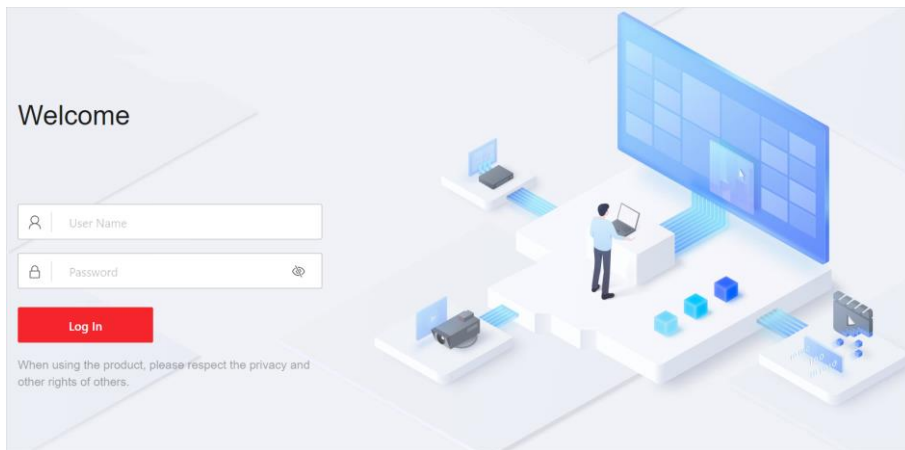 Welcome
User Name
Password
Log In
When using the product, please respect the privacy and
other rights of others.